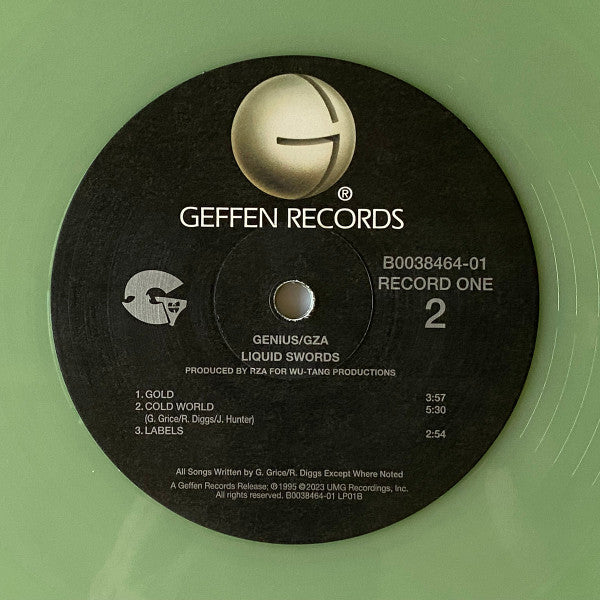 G
®
GEFFEN RECORDS
B0038464-01
RECORD ONE
2
G
GENIUS/GZA
LIQUID SWORDS
PRODUCED BY RZA FOR WU-TANG PRODUCTIONS
1. GOLD 3:57
2. COLD WORLD 5:30
(G. Grice/R. Diggs/J. Hunter)
3. LABELS 2:54
All Songs Written by G. Grice/R. Diggs Except Where Noted
A Geffen Records Release; ℗1995 ©2023 UMG Recordings, Inc.
All rights reserved. B0038464-01 LP01B